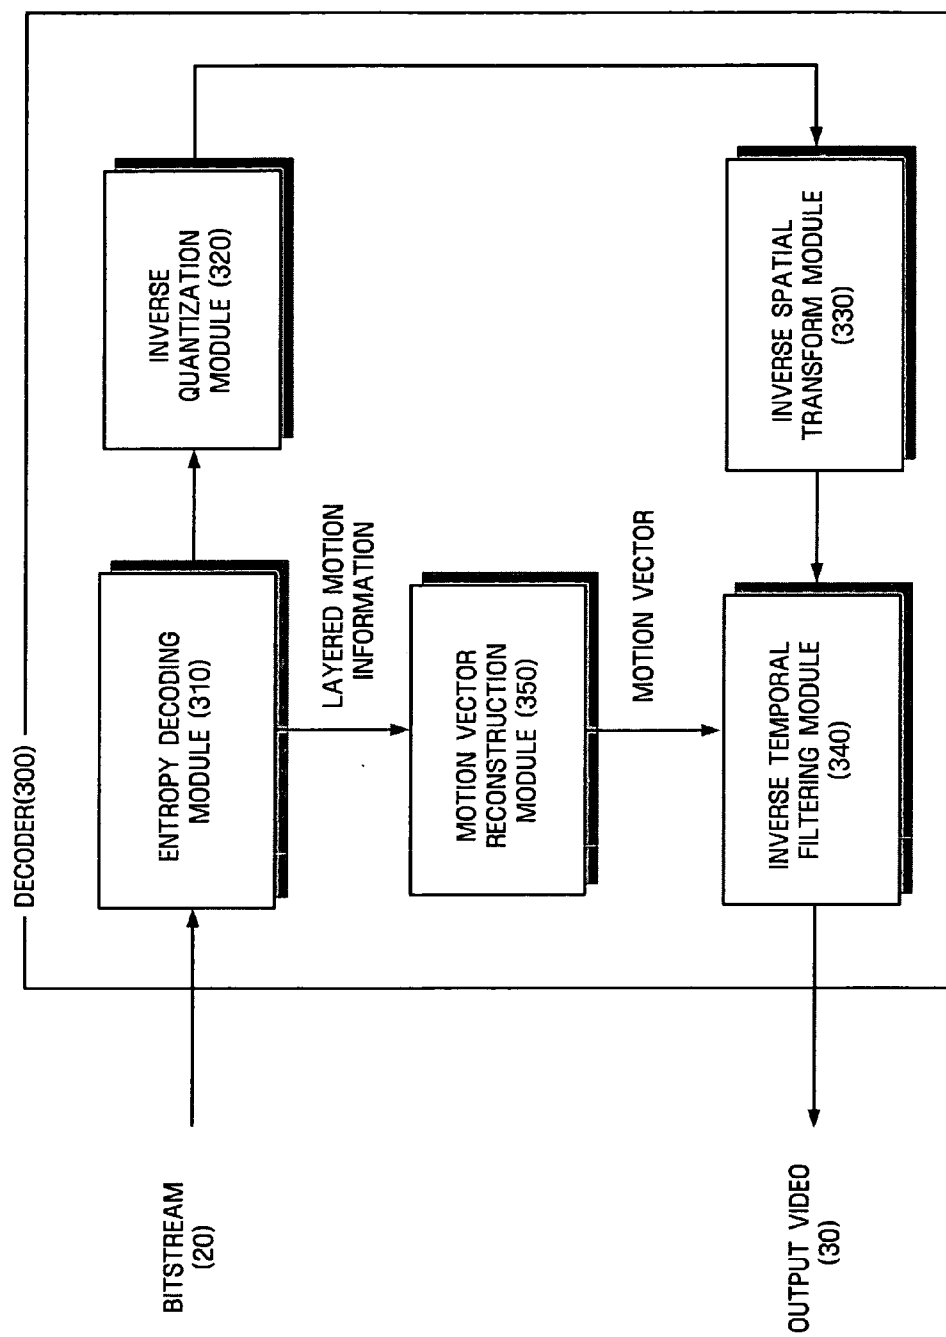 DECODER(300)
BITSTREAM
(20)
ENTROPY DECODING
MODULE (310)
INVERSE
QUANTIZATION
MODULE (320)
LAYERED MOTION
INFORMATION
MOTION VECTOR
RECONSTRUCTION
MODULE (350)
MOTION VECTOR
OUTPUT VIDEO
(30)
INVERSE TEMPORAL
FILTERING MODULE
(340)
INVERSE SPATIAL
TRANSFORM MODULE
(330)